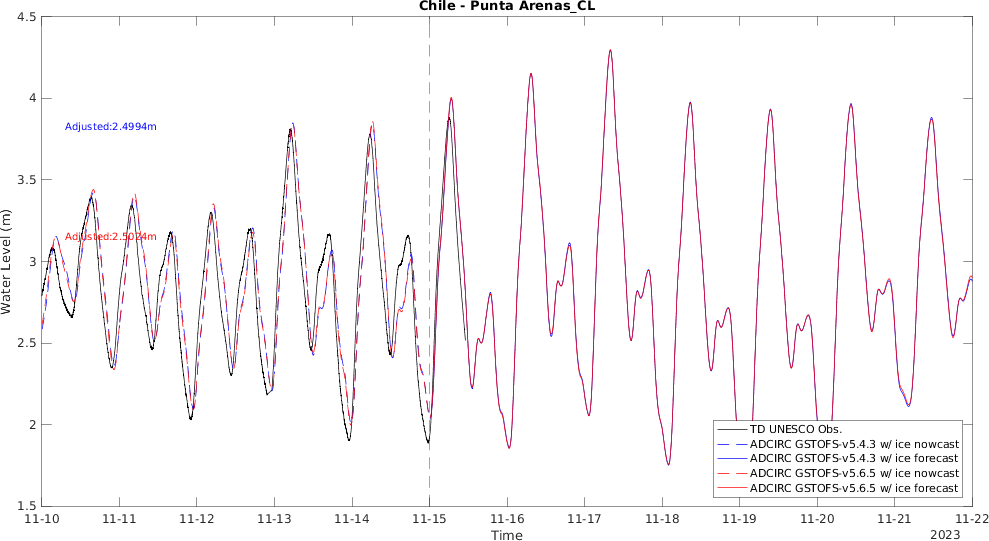 Chile - Punta Arenas_CL
4.5
4
3.5
3
2.5
2
1.5
Water Level (m)
Adjusted:2.4994m
Adjusted:2.5024m
TD UNESCO Obs.
ADCIRC GSTOFS-v5.4.3 w/ ice nowcast
ADCIRC GSTOFS-v5.4.3 w/ ice forecast
ADCIRC GSTOFS-v5.6.5 w/ ice nowcast
ADCIRC GSTOFS-v5.6.5 w/ ice forecast
11-10 11-11 11-12 11-13 11-14 11-15 11-16 11-17 11-18 11-19 11-20 11-21 11-22
Time
2023